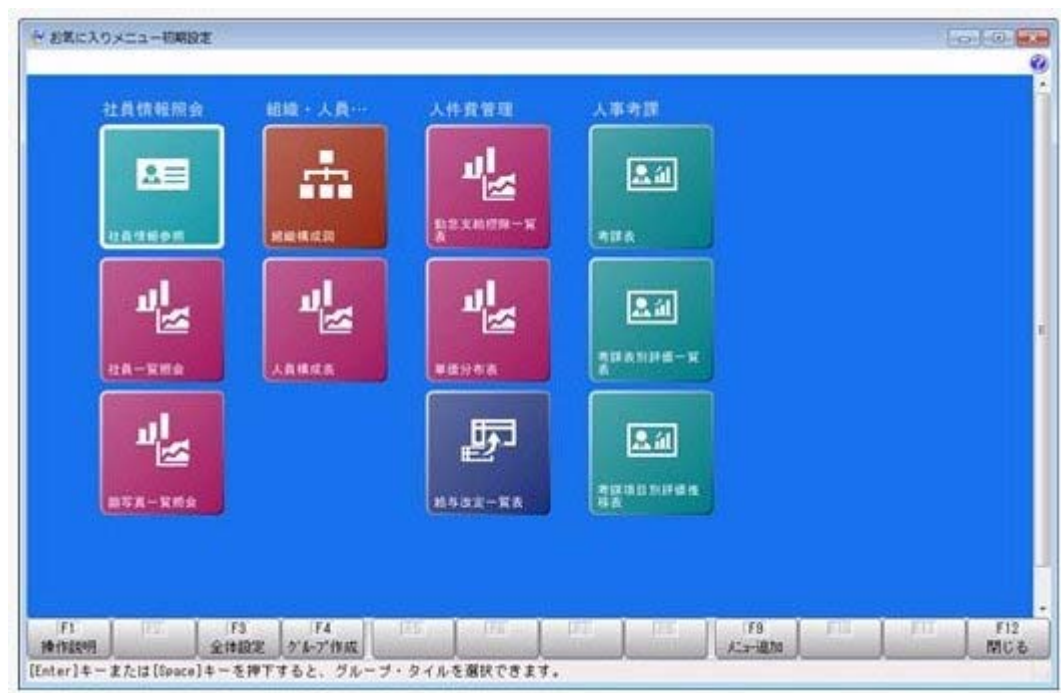 お気に入りメニュー初期設定
社員情報照会 組織・人員… 人件費管理 人事考課
社員情報参照
組織構成図
勤怠支給控除一覧
表
考課表
社員一覧照会
人員構成表
単価分布表
考課表別評価一覧
表
顔写真一覧照会
給与改定一覧表
考課項目別評価推
移表
F1 F3 F4 F9 F12
操作説明 全体設定 グループ作成 メニュー追加 閉じる
[Enter]キーまたは[Space]キーを押下すると、グループ・タイルを選択できます。